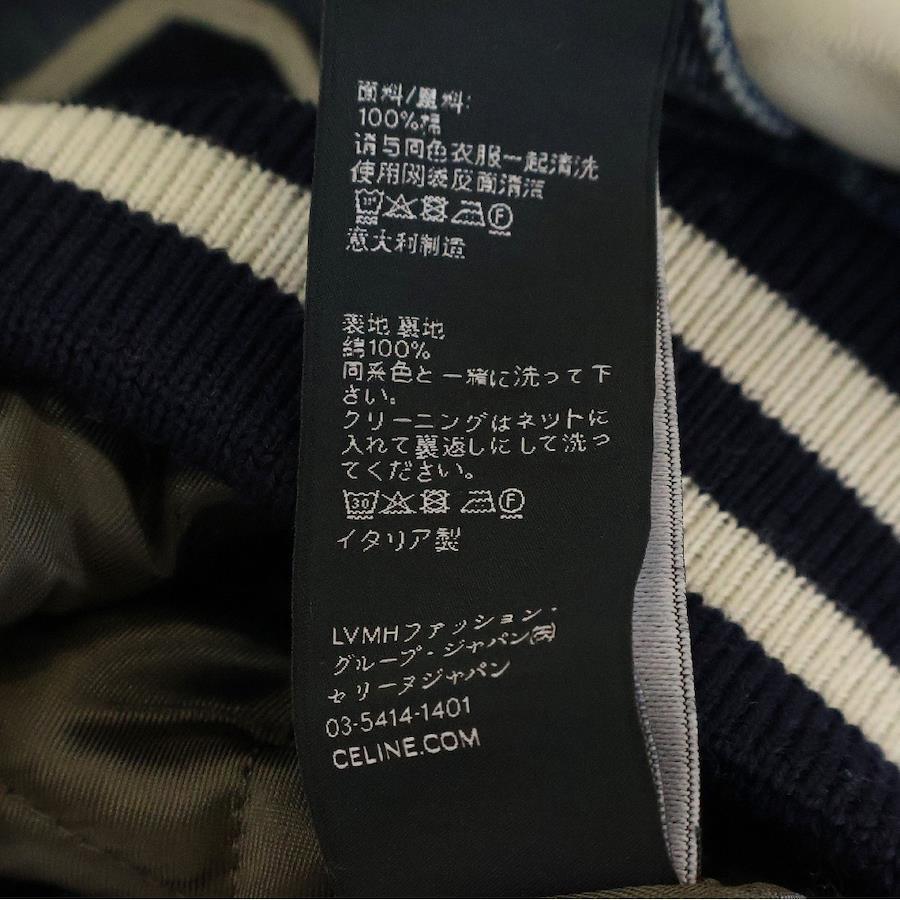 面料/里料:
100%棉
请与同色衣服一起清洗
使用网袋反面清洁
意大利制造
表地 裏地
綿100%
同系色と一緒に洗って下
さい。
クリーニングはネットに
入れて裏返しにして洗っ
てください。
30 F
イタリア製
LVMHファッション・
グループ・ジャパン(株)
セリーヌジャパン
03-5414-1401
CELINE.COM